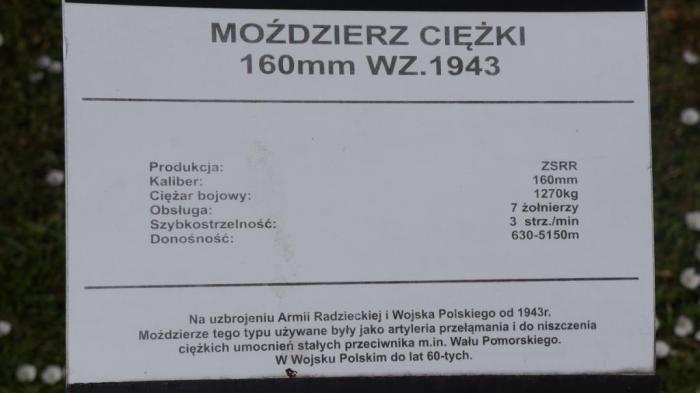 MOŹDZIERZ CIĘŻKI
160mm WZ.1943
Produkcja: ZSRR
Kaliber: 160mm
Ciężar bojowy: 1270kg
Obsługa: 7 żołnierzy
Szybkostrzelność: 3 strz./min
Donośność: 630-5150m
Na uzbrojeniu Armii Radzieckiej i Wojska Polskiego od 1943r.
Moździerze tego typu używane były jako artyleria przełamania i do niszczenia
ciężkich umocnień stałych przeciwnika m.in. Wału Pomorskiego.
W Wojsku Polskim do lat 60-tych.